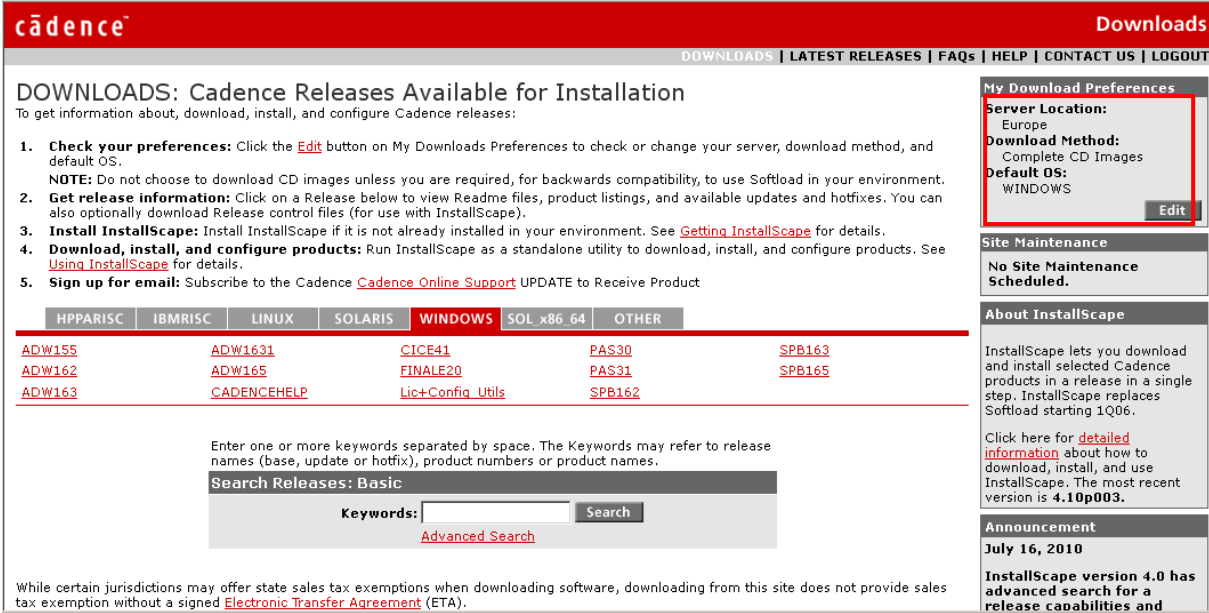 cādence™
Downloads
DOWNLOADS | LATEST RELEASES | FAQs | HELP | CONTACT US | LOGOUT
DOWNLOADS: Cadence Releases Available for Installation
To get information about, download, install, and configure Cadence releases:
1. Check your preferences: Click the Edit button on My Downloads Preferences to check or change your server, download method, and
default OS.
NOTE: Do not choose to download CD images unless you are required, for backwards compatibility, to use Softload in your environment.
2. Get release information: Click on a Release below to view Readme files, product listings, and available updates and hotfixes. You can
also optionally download Release control files (for use with InstallScape).
3. Install InstallScape: Install InstallScape if it is not already installed in your environment. See Getting InstallScape for details.
4. Download, install, and configure products: Run InstallScape as a standalone utility to download, install, and configure products. See
Using InstallScape for details.
5. Sign up for email: Subscribe to the Cadence Cadence Online Support UPDATE to Receive Product
HPPARISC IBMRISC LINUX SOLARIS WINDOWS SOL_x86_64 OTHER
ADW155 ADW1631 CICE41 PAS30 SPB163
ADW162 ADW165 FINALE20 PAS31 SPB165
ADW163 CADENCEHELP Lic+Config_Utils SPB162
Enter one or more keywords separated by space. The Keywords may refer to release
names (base, update or hotfix), product numbers or product names.
Search Releases: Basic
Keywords: Search
Advanced Search
While certain jurisdictions may offer state sales tax exemptions when downloading software, downloading from this site does not provide sales
tax exemption without a signed Electronic Transfer Agreement (ETA).
My Download Preferences
Server Location:
Europe
Download Method:
Complete CD Images
Default OS:
WINDOWS
Edit
Site Maintenance
No Site Maintenance
Scheduled.
About InstallScape
InstallScape lets you download
and install selected Cadence
products in a release in a single
step. InstallScape replaces
Softload starting 1Q06.
Click here for detailed
information about how to
download, install, and use
InstallScape. The most recent
version is 4.10p003.
Announcement
July 16, 2010
InstallScape version 4.0 has
advanced search for a
release capabilities and